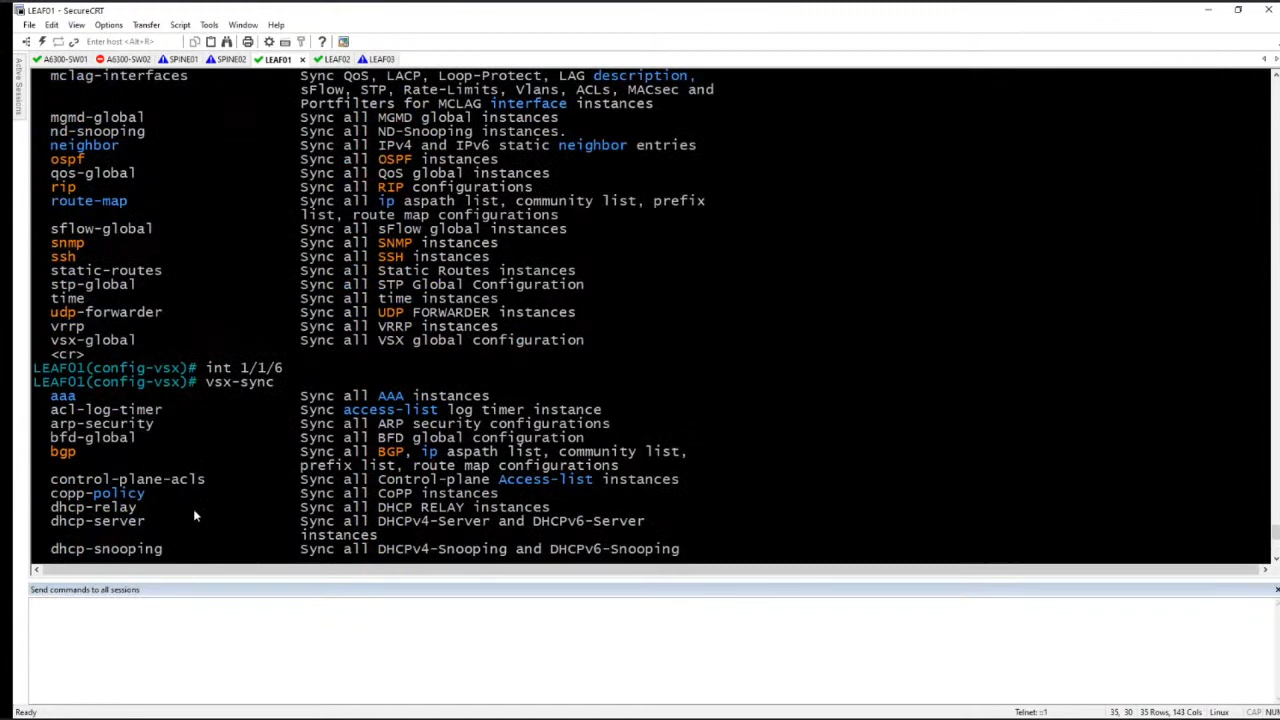 LEAF01 - SecureCRT
File Edit View Options Transfer Script Tools Window Help
Enter host <Alt+R>
A6300-SW01 A6300-SW02 SPINE01 SPINE02 LEAF01 LEAF02 LEAF03
Active Sessions
mclag-interfaces Sync QoS, LACP, Loop-Protect, LAG description,
sFlow, STP, Rate-Limits, Vlans, ACLs, MACsec and
Portfilters for MCLAG interface instances
mgmd-global Sync all MGMD global instances
nd-snooping Sync all ND-Snooping instances.
neighbor Sync all IPv4 and IPv6 static neighbor entries
ospf Sync all OSPF instances
qos-global Sync all QoS global instances
rip Sync all RIP configurations
route-map Sync all ip aspath list, community list, prefix
list, route map configurations
sflow-global Sync all sFlow global instances
snmp Sync all SNMP instances
ssh Sync all SSH instances
static-routes Sync all Static Routes instances
stp-global Sync all STP Global Configuration
time Sync all time instances
udp-forwarder Sync all UDP FORWARDER instances
vrrp Sync all VRRP instances
vsx-global Sync all VSX global configuration
<cr>
LEAF01(config-vsx)# int 1/1/6
LEAF01(config-vsx)# vsx-sync
aaa Sync all AAA instances
acl-log-timer Sync access-list log timer instance
arp-security Sync all ARP security configurations
bfd-global Sync all BFD global configuration
bgp Sync all BGP, ip aspath list, community list,
prefix list, route map configurations
control-plane-acls Sync all Control-plane Access-list instances
copp-policy Sync all CoPP instances
dhcp-relay Sync all DHCP RELAY instances
dhcp-server Sync all DHCPv4-Server and DHCPv6-Server
instances
dhcp-snooping Sync all DHCPv4-Snooping and DHCPv6-Snooping
Send commands to all sessions
Ready Telnet: ::1 35, 30 35 Rows, 143 Cols Linux CAP NUM